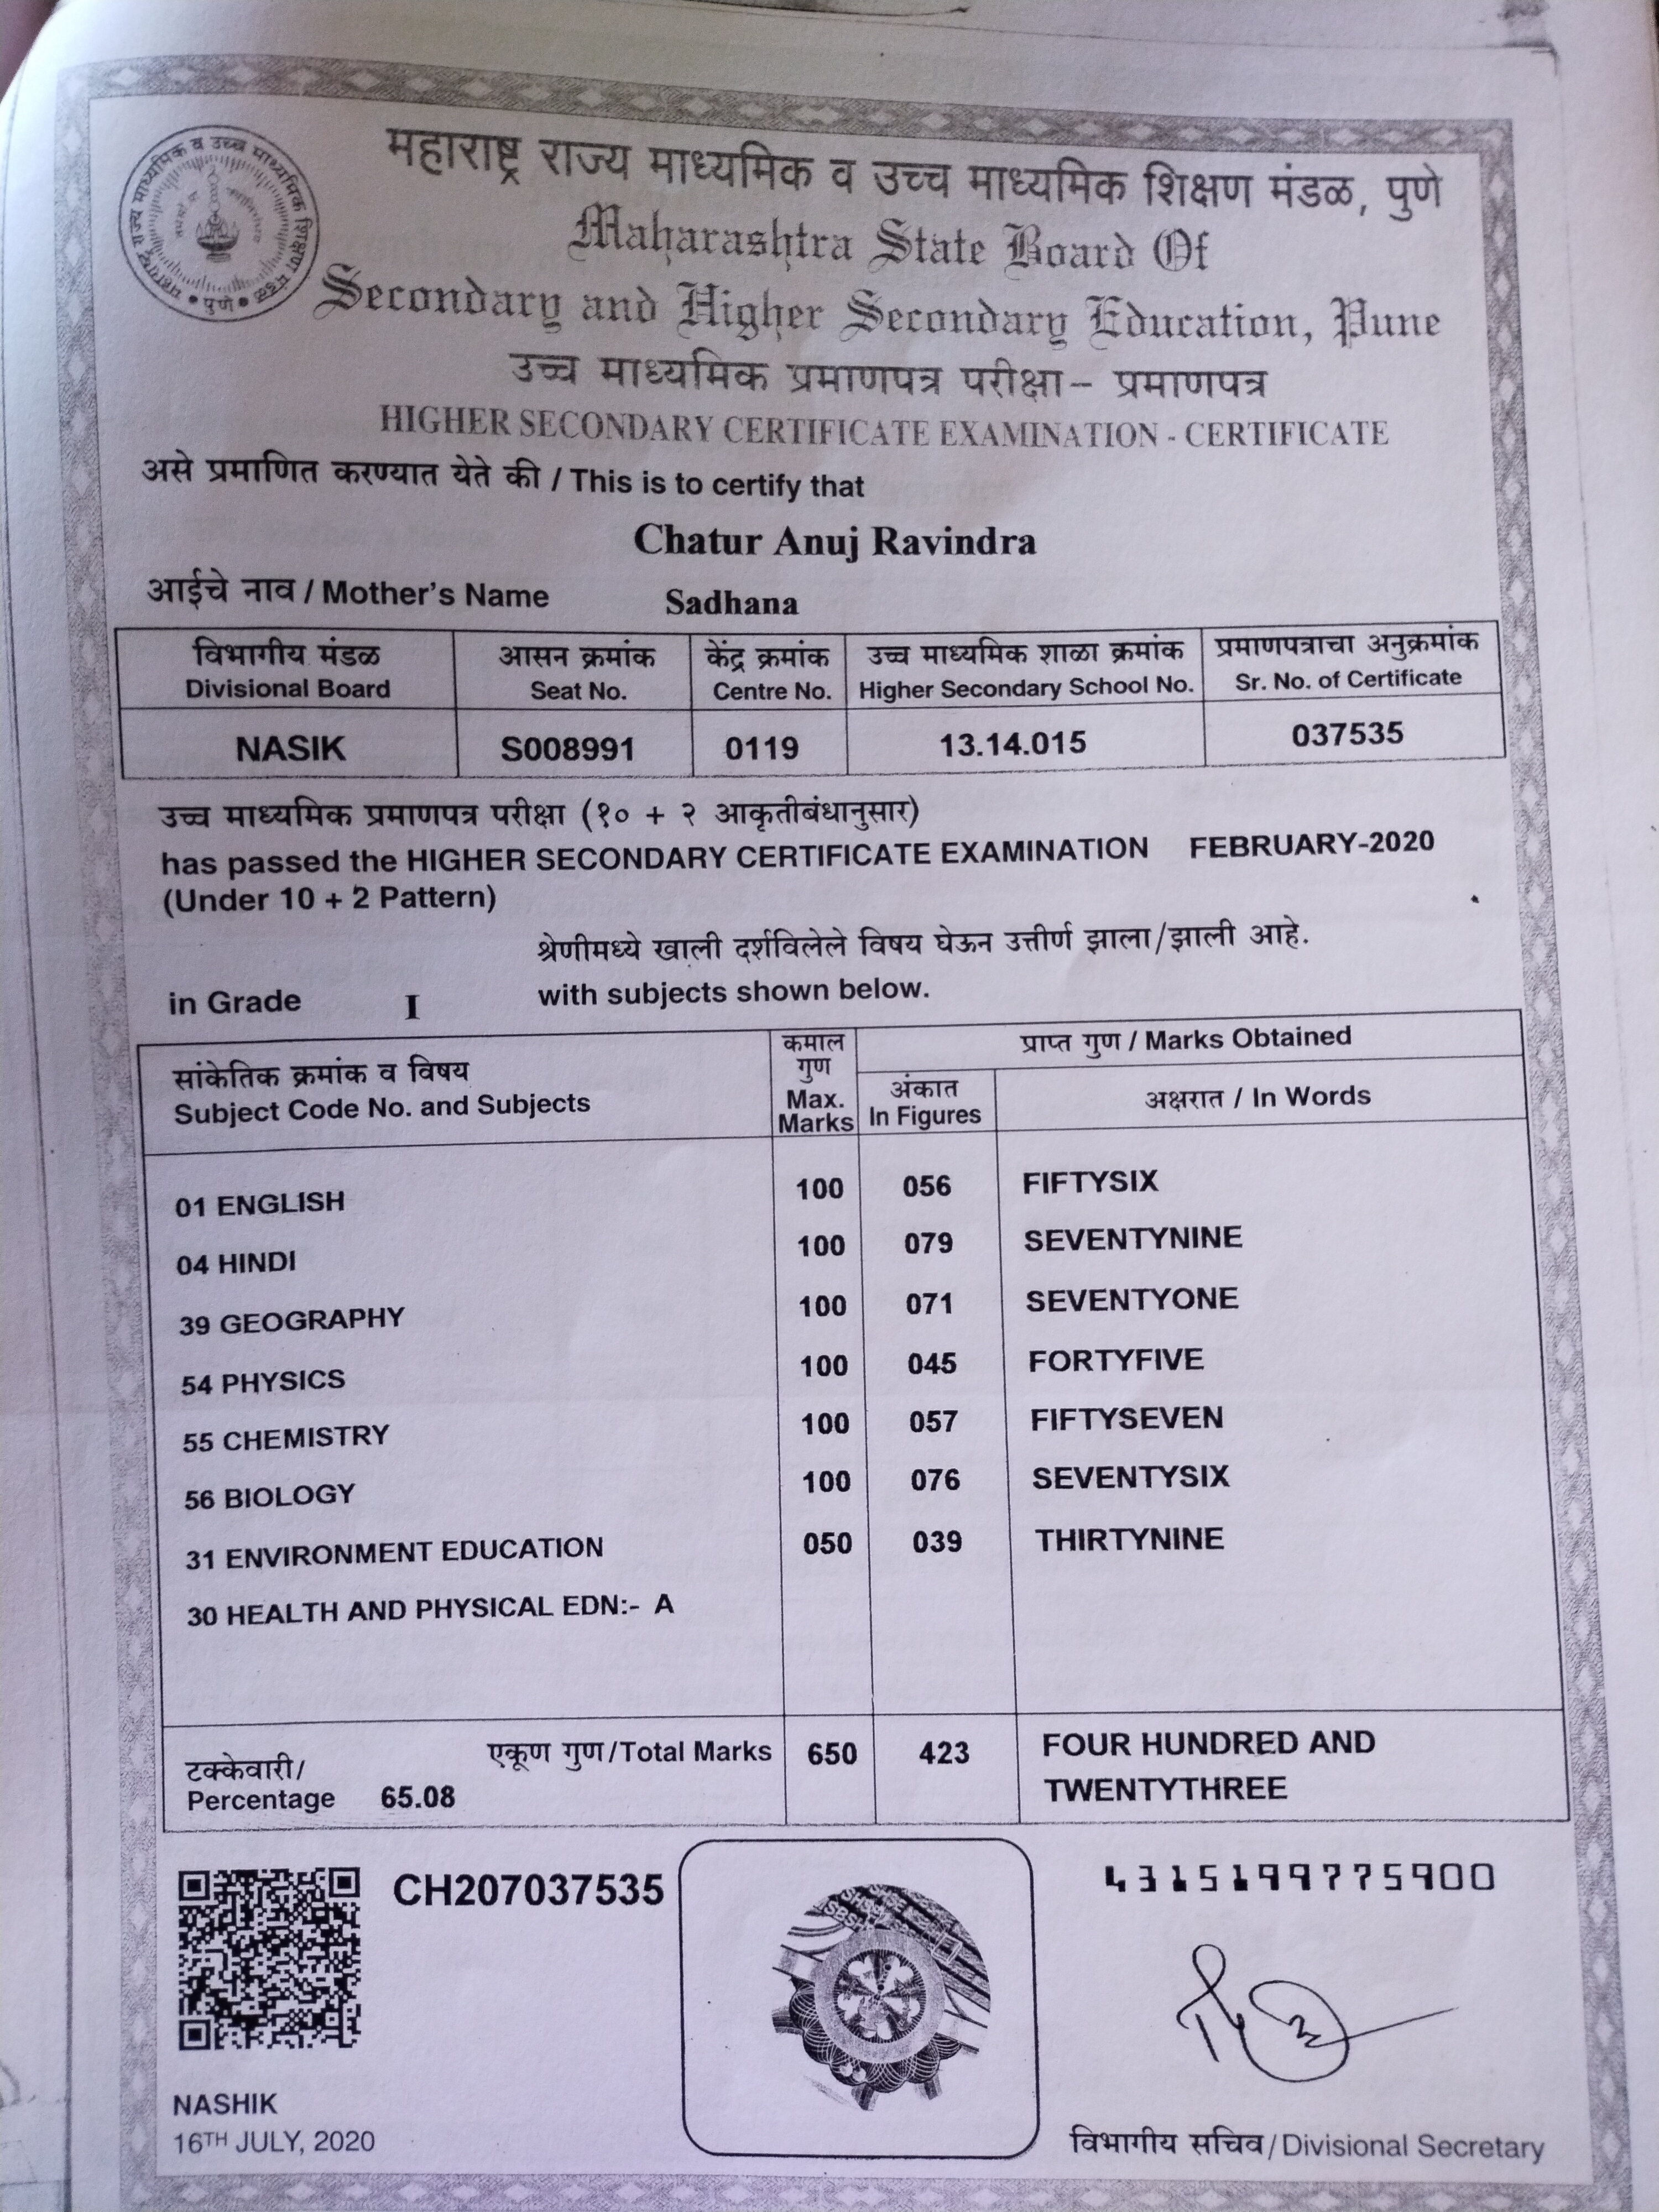 महाराष्ट्र राज्य माध्यमिक व उच्च माध्यमिक शिक्षण मंडळ, पुणे
Maharashtra State Board Of
Secondary and Higher Secondary Education, Pune
उच्च माध्यमिक प्रमाणपत्र परीक्षा – प्रमाणपत्र
HIGHER SECONDARY CERTIFICATE EXAMINATION - CERTIFICATE
असे प्रमाणित करण्यात येते की / This is to certify that
Chatur Anuj Ravindra
आईचे नाव / Mother's Name Sadhana
विभागीय मंडळ आसन क्रमांक केंद्र क्रमांक उच्च माध्यमिक शाळा क्रमांक प्रमाणपत्राचा अनुक्रमांक
Divisional Board Seat No. Centre No. Higher Secondary School No. Sr. No. of Certificate
NASIK S008991 0119 13.14.015 037535
उच्च माध्यमिक प्रमाणपत्र परीक्षा (१० + २ आकृतीबंधानुसार)
has passed the HIGHER SECONDARY CERTIFICATE EXAMINATION FEBRUARY-2020
(Under 10 + 2 Pattern)
श्रेणीमध्ये खाली दर्शविलेले विषय घेऊन उत्तीर्ण झाला/झाली आहे.
in Grade I with subjects shown below.
सांकेतिक क्रमांक व विषय
Subject Code No. and Subjects
कमाल
गुण
Max.
Marks
प्राप्त गुण / Marks Obtained
अंकात
In Figures
अक्षरात / In Words
01 ENGLISH 100 056 FIFTYSIX
04 HINDI 100 079 SEVENTYNINE
39 GEOGRAPHY 100 071 SEVENTYONE
54 PHYSICS 100 045 FORTYFIVE
55 CHEMISTRY 100 057 FIFTYSEVEN
56 BIOLOGY 100 076 SEVENTYSIX
31 ENVIRONMENT EDUCATION 050 039 THIRTYNINE
30 HEALTH AND PHYSICAL EDN:- A
टक्केवारी/
Percentage 65.08
एकूण गुण/Total Marks 650 423 FOUR HUNDRED AND
TWENTYTHREE
CH207037535
4315199775900
NASHIK
16TH JULY, 2020
विभागीय सचिव/Divisional Secretary